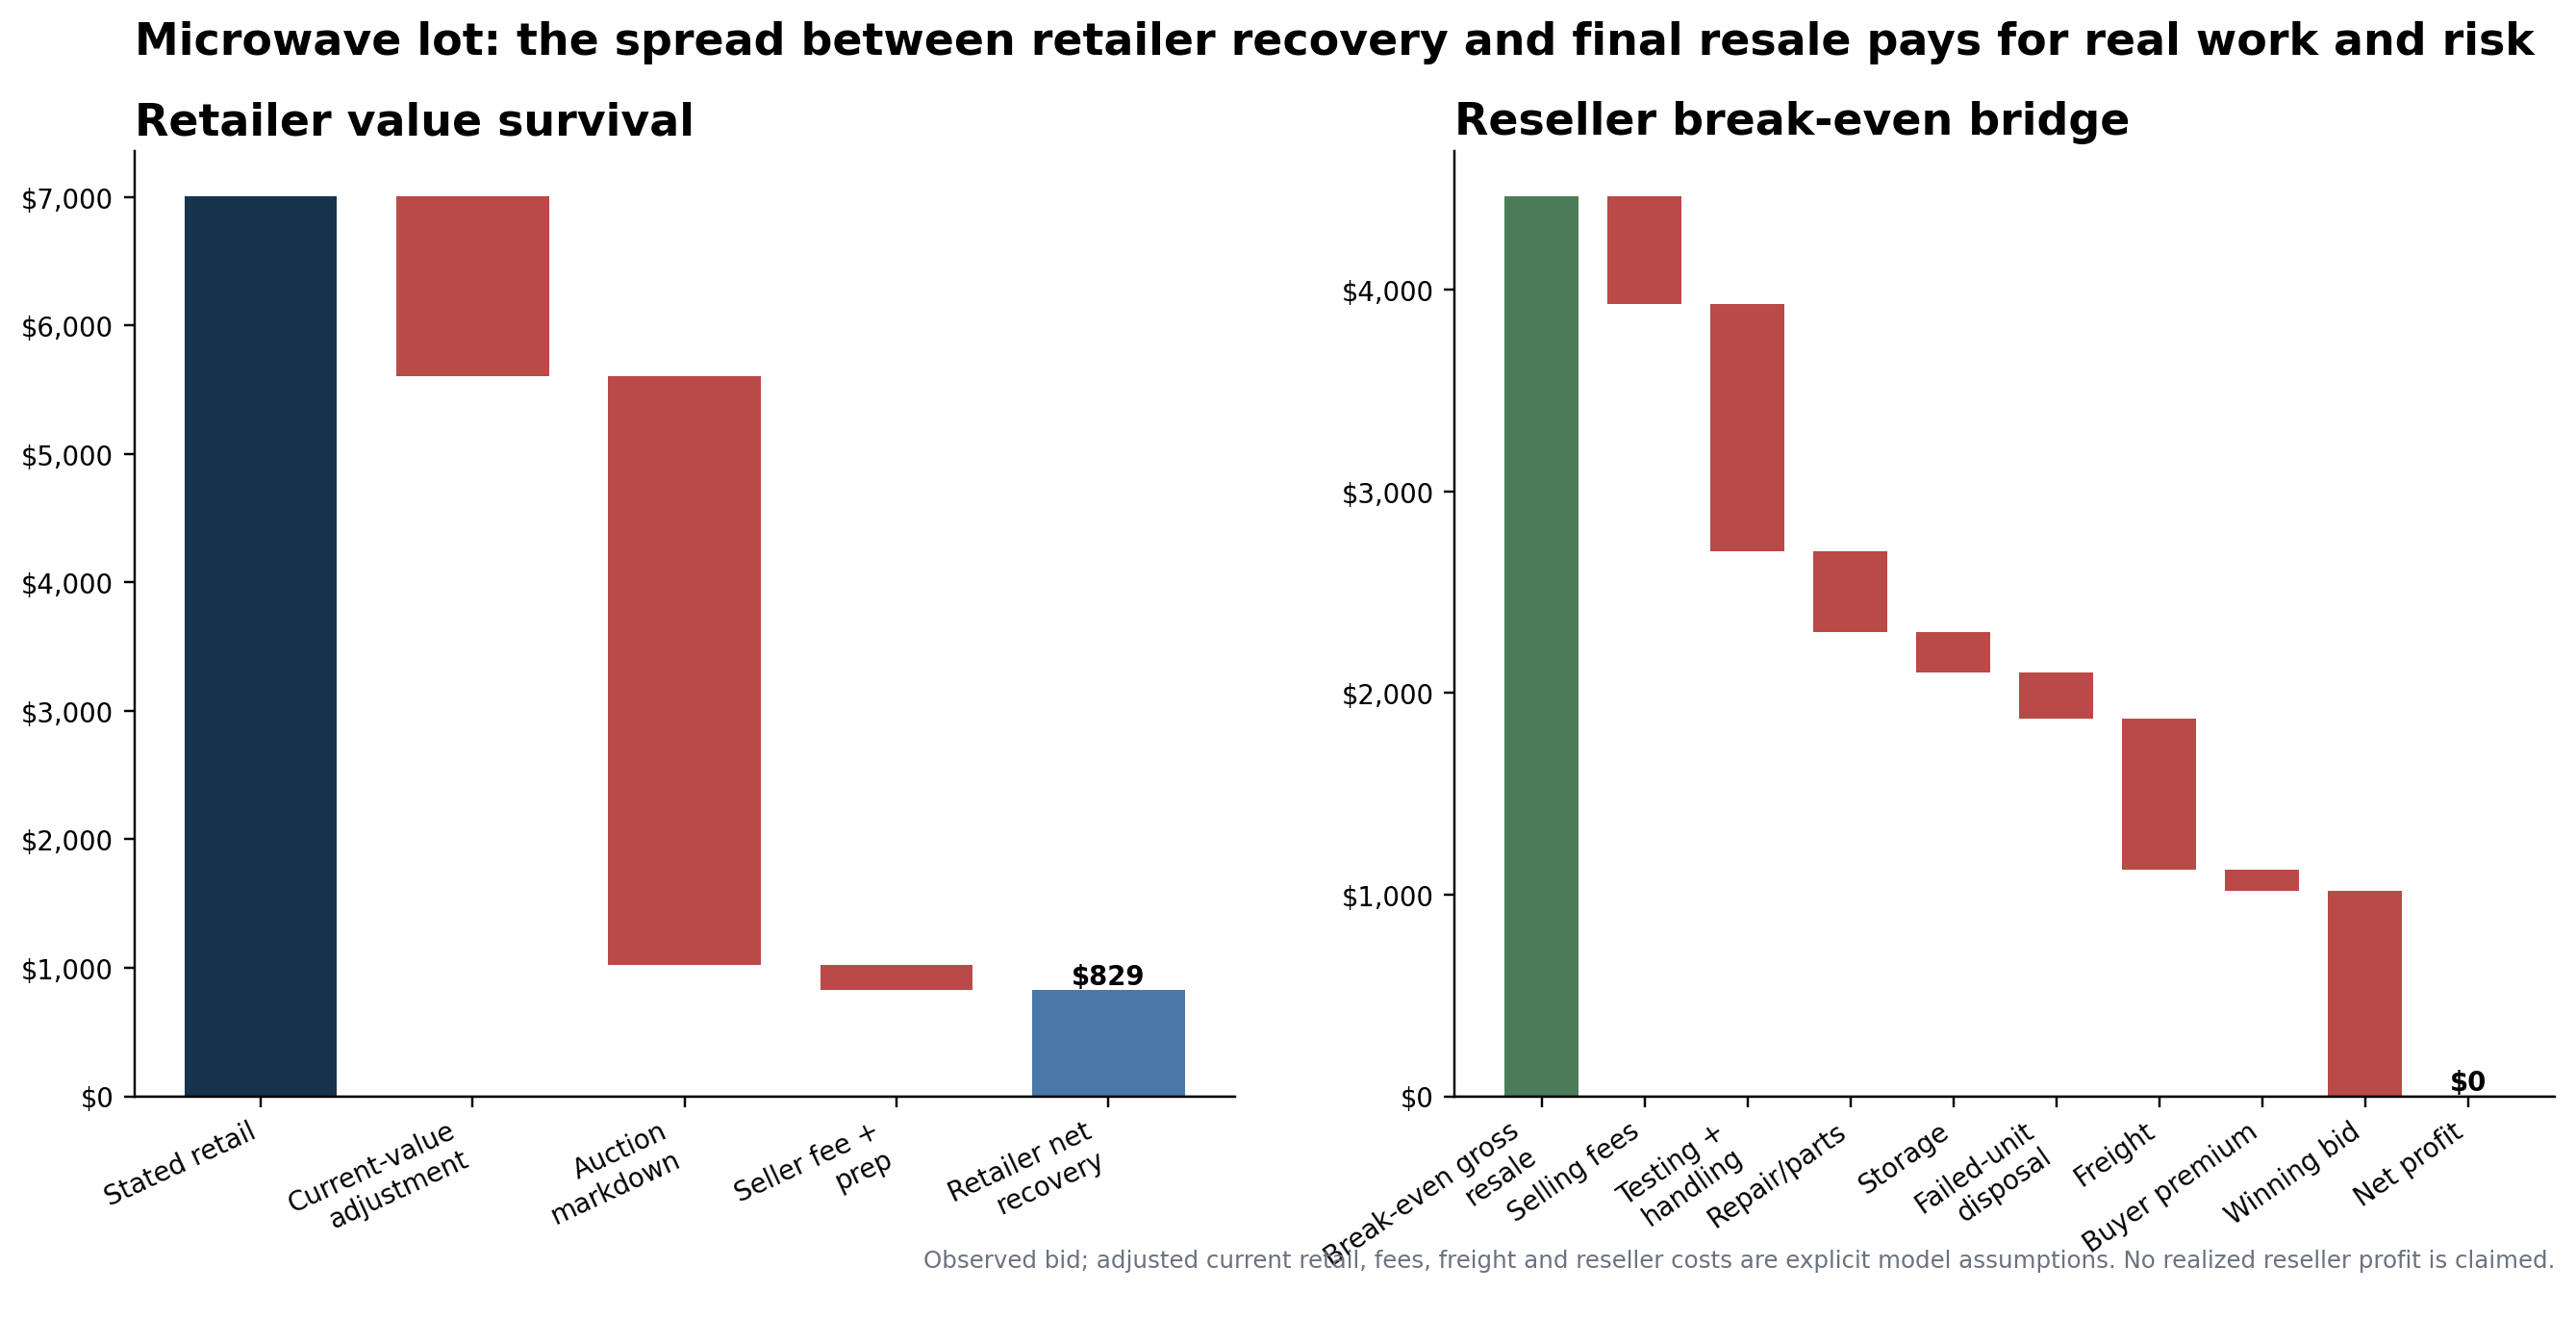 Microwave lot: the spread between retailer recovery and final resale pays for real work and risk
Retailer value survival
$7,000
$6,000
$5,000
$4,000
$3,000
$2,000
$1,000
$0
$829
Stated retail
Current-value
adjustment
Auction
markdown
Seller fee +
prep
Retailer net
recovery
Reseller break-even bridge
$4,000
$3,000
$2,000
$1,000
$0
$0
Break-even gross
resale
Selling fees
Testing +
handling
Repair/parts
Storage
Failed-unit
disposal
Freight
Buyer premium
Winning bid
Net profit
Observed bid; adjusted current retail, fees, freight and reseller costs are explicit model assumptions. No realized reseller profit is claimed.